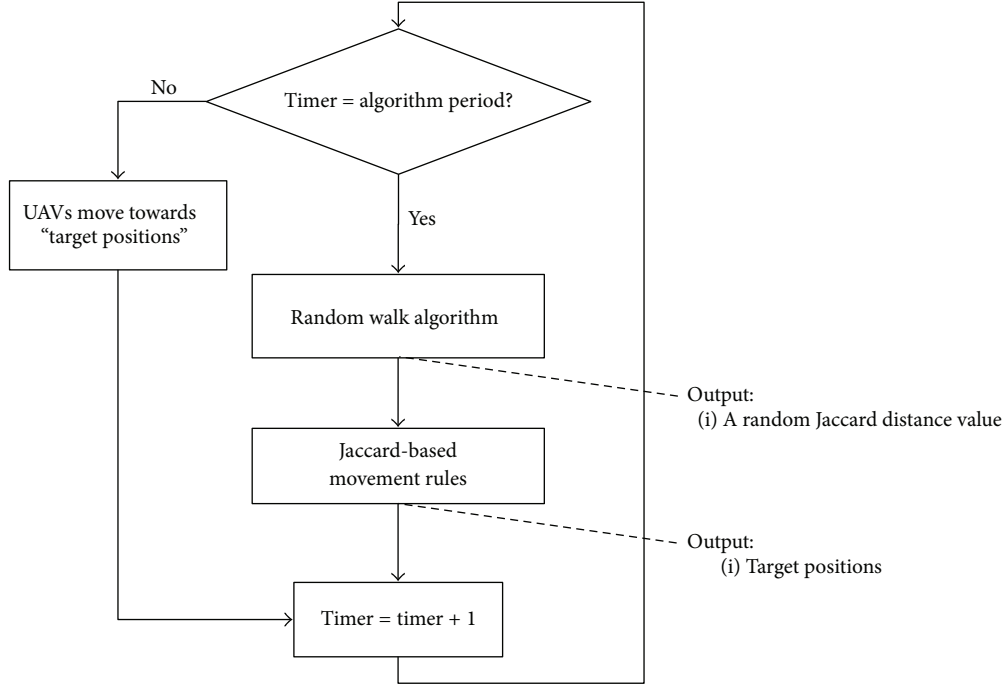 Timer = algorithm period?
No
UAVs move towards
“target positions”
Yes
Random walk algorithm
Output:
(i) A random Jaccard distance value
Jaccard-based
movement rules
Output:
(i) Target positions
Timer = timer + 1